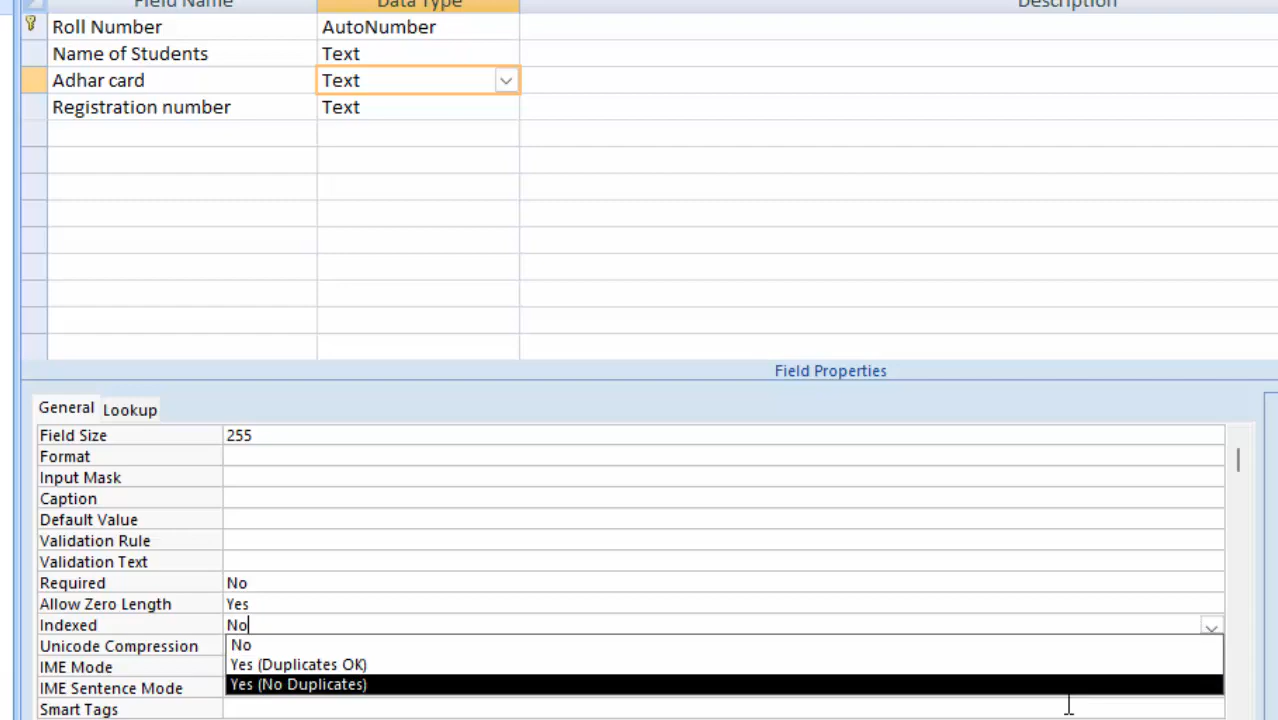 Field Name Data Type Description
Roll Number AutoNumber
Name of Students Text
Adhar card Text
Registration number Text
Field Properties
General Lookup
Field Size 255
Format
Input Mask
Caption
Default Value
Validation Rule
Validation Text
Required No
Allow Zero Length Yes
Indexed No
Unicode Compression No
IME Mode Yes (Duplicates OK)
IME Sentence Mode Yes (No Duplicates)
Smart Tags